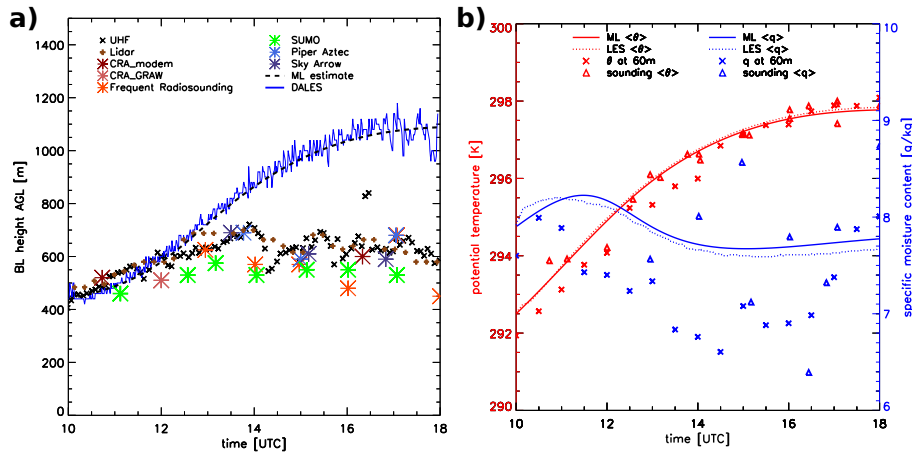 a)
UHF
Lidar
CRA_modem
CRA_GRAW
Frequent Radiosounding
SUMO
Piper Aztec
Sky Arrow
ML estimate
DALES
BL height AGL [m]
1400
1200
1000
800
600
400
200
0
10 12 14 16 18
time [UTC]
b)
ML <θ>
LES <θ>
θ at 60m
sounding <θ>
ML <q>
LES <q>
q at 60m
sounding <q>
potential temperature [K]
300
298
296
294
292
290
10 12 14 16 18
time [UTC]
10
9
8
7
6
specific moisture content [g/kg]